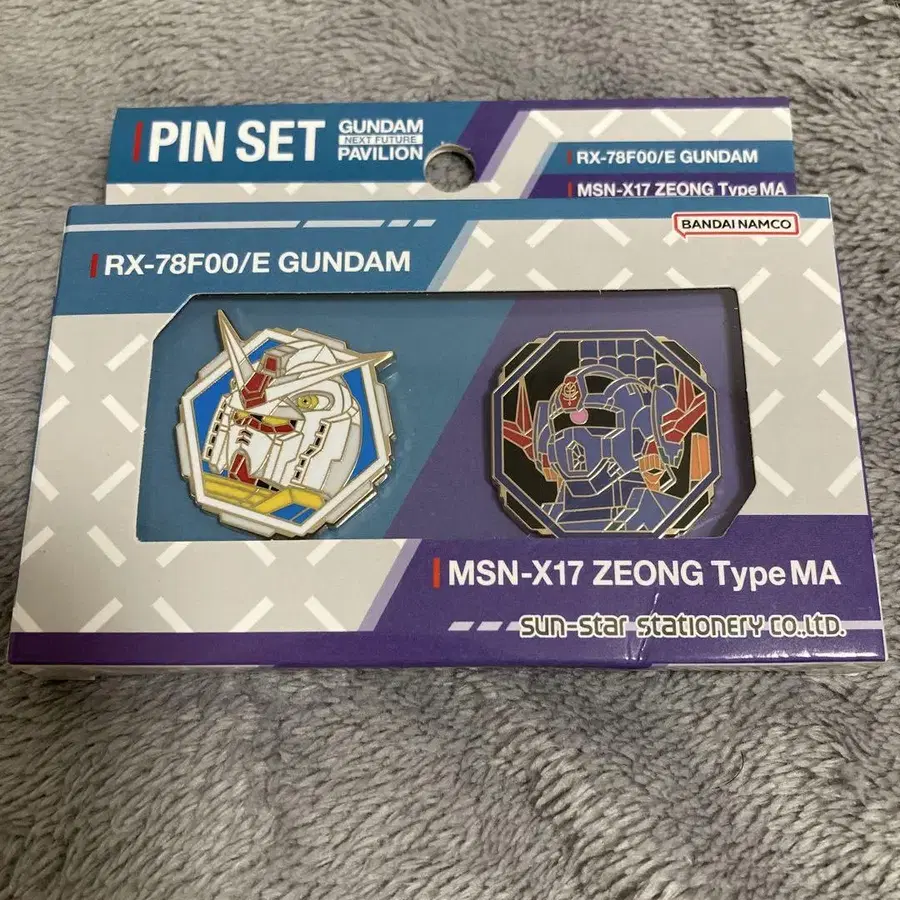 PIN SET
GUNDAM
NEXT FUTURE
PAVILION
RX-78F00/E GUNDAM
MSN-X17 ZEONG Type MA
BANDAI NAMCO
RX-78F00/E GUNDAM
MSN-X17 ZEONG Type MA
SUN-STAR STATIONERY CO.,LTD.